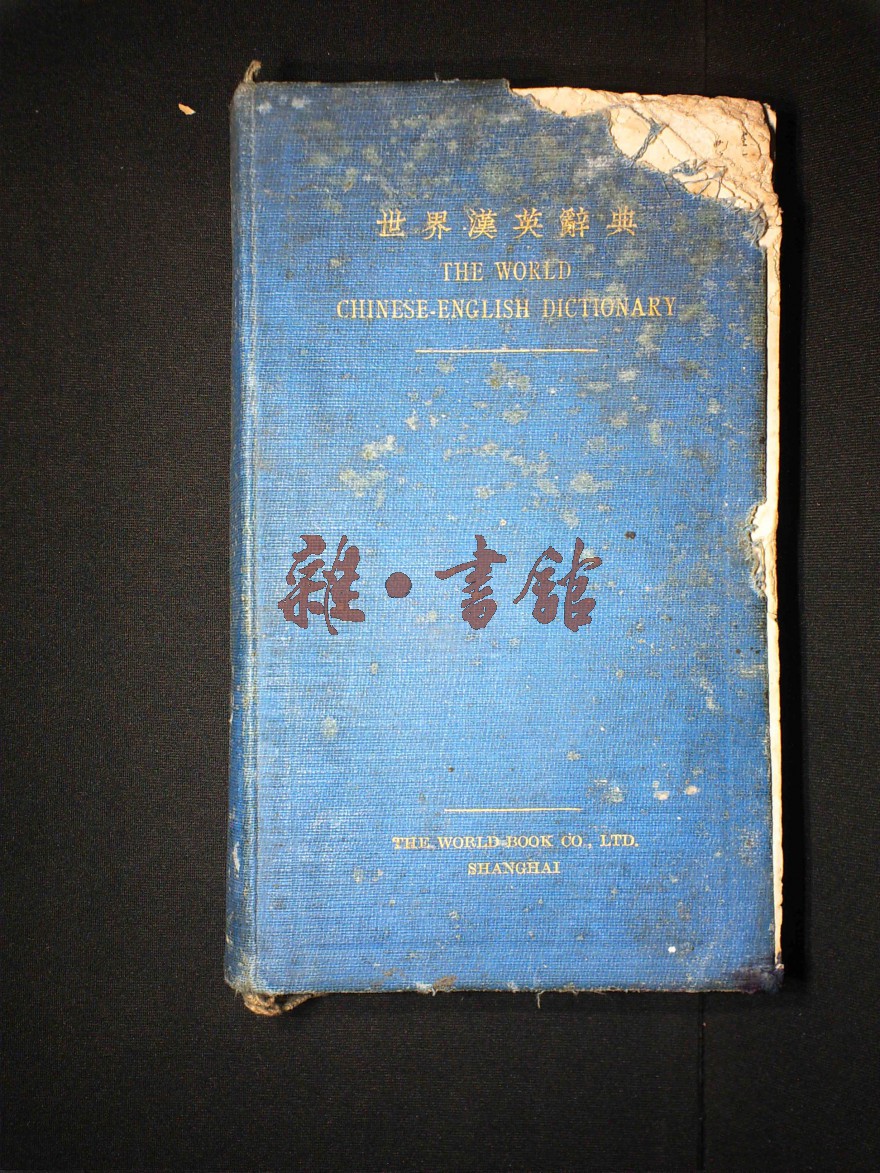 世界漢英辭典
THE WORLD
CHINESE-ENGLISH DICTIONARY
雜·書館
THE WORLD BOOK CO., LTD.
SHANGHAI